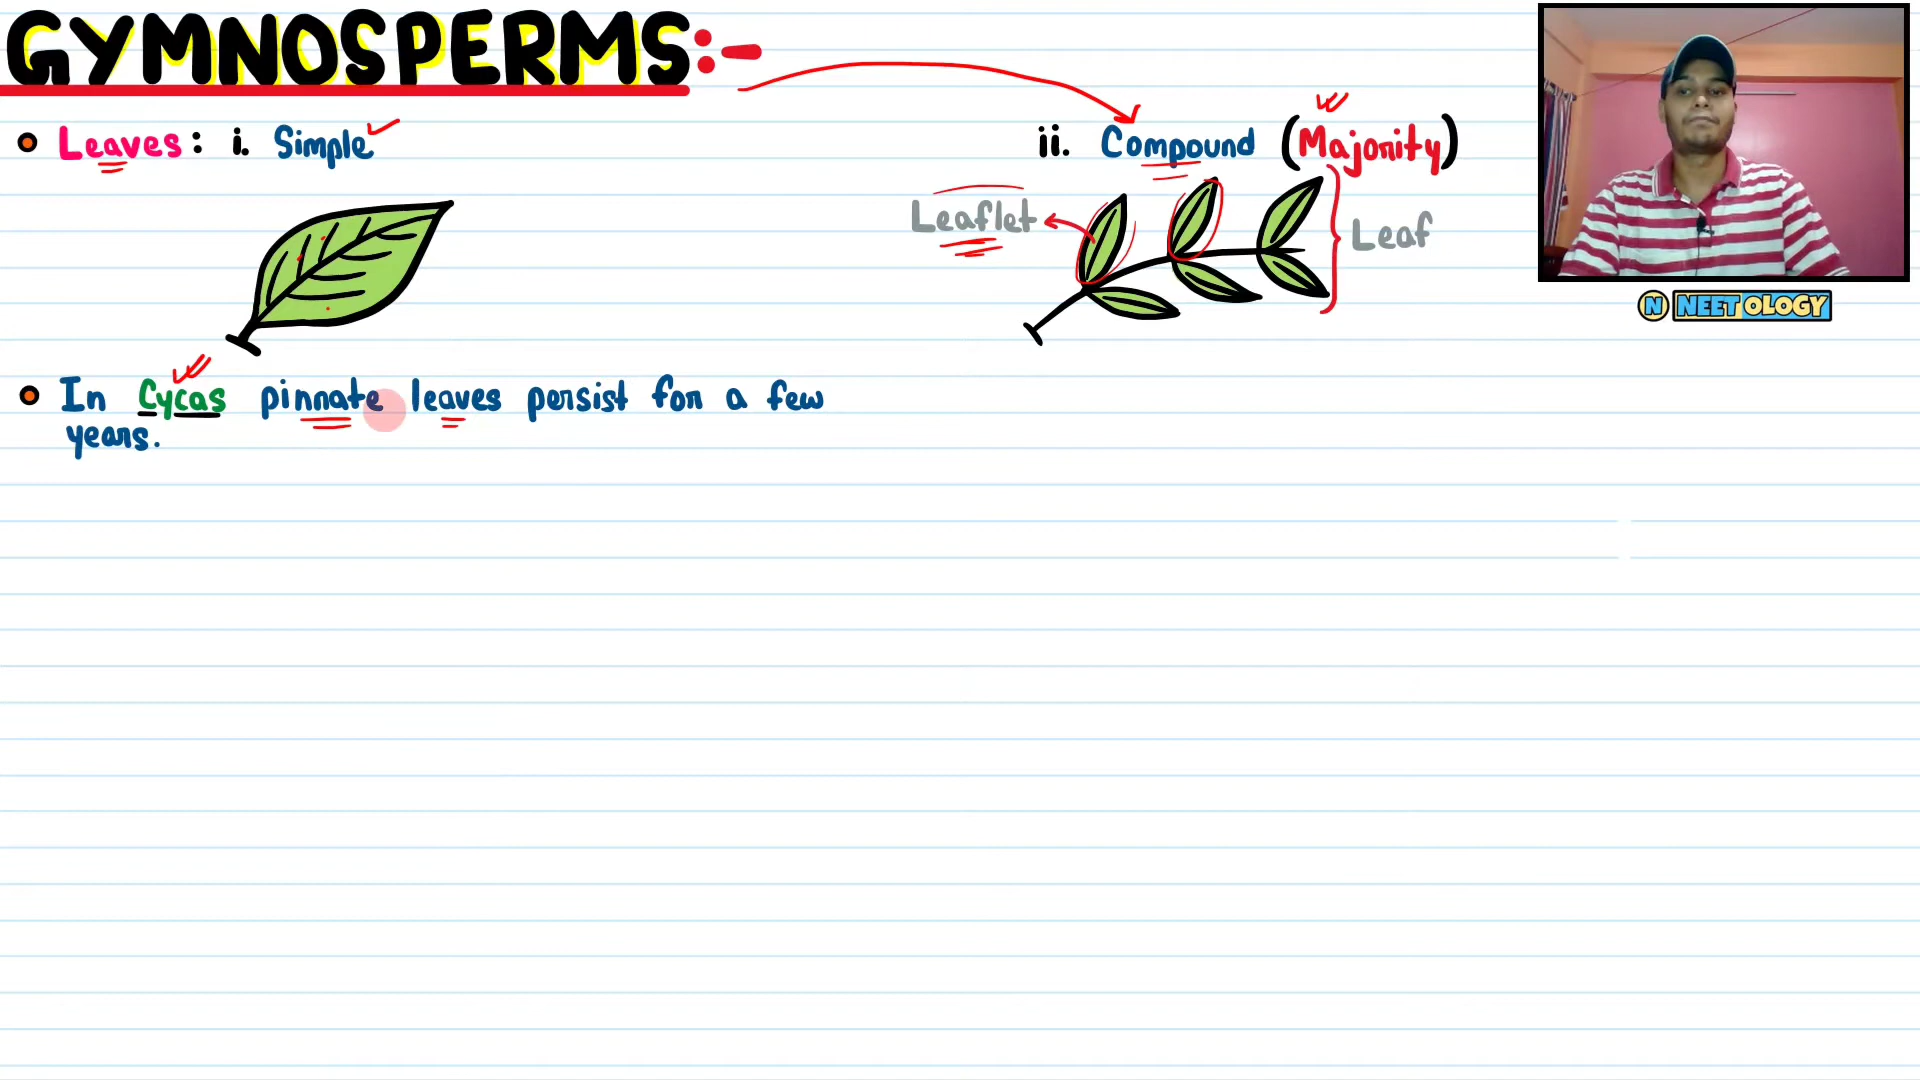 GYMNOSPERMS:-
Leaves: i. Simple
ii. Compound (Majority)
Leaflet
Leaf
N NEETOLOGY
In Cycas pinnate leaves persist for a few
years.